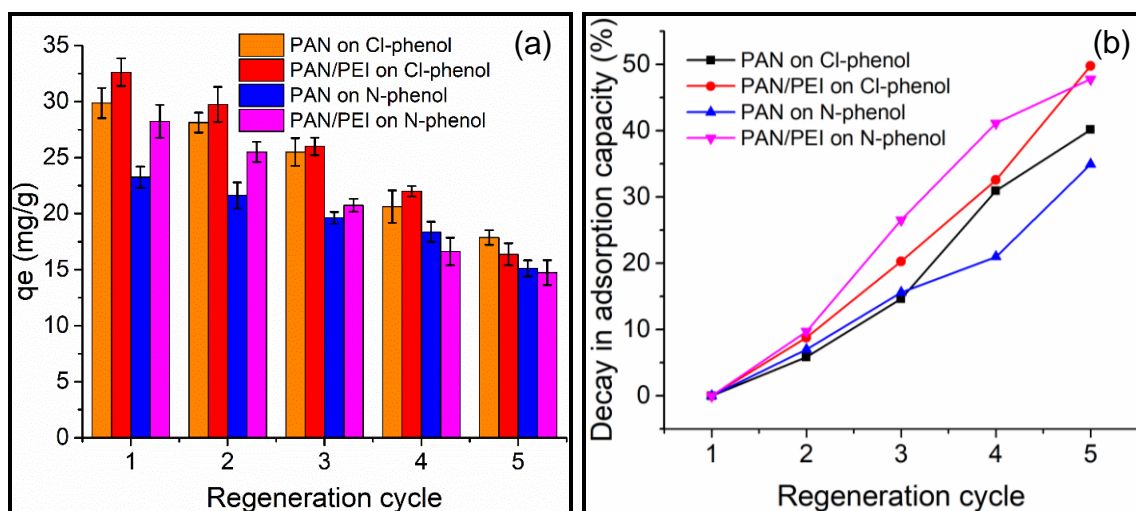 (a)
PAN on Cl-phenol
PAN/PEI on Cl-phenol
PAN on N-phenol
PAN/PEI on N-phenol
35
30
25
20
15
10
5
0
qe (mg/g)
1 2 3 4 5
Regeneration cycle
(b)
PAN on Cl-phenol
PAN/PEI on Cl-phenol
PAN on N-phenol
PAN/PEI on N-phenol
50
40
30
20
10
0
Decay in adsorption capacity (%)
1 2 3 4 5
Regeneration cycle